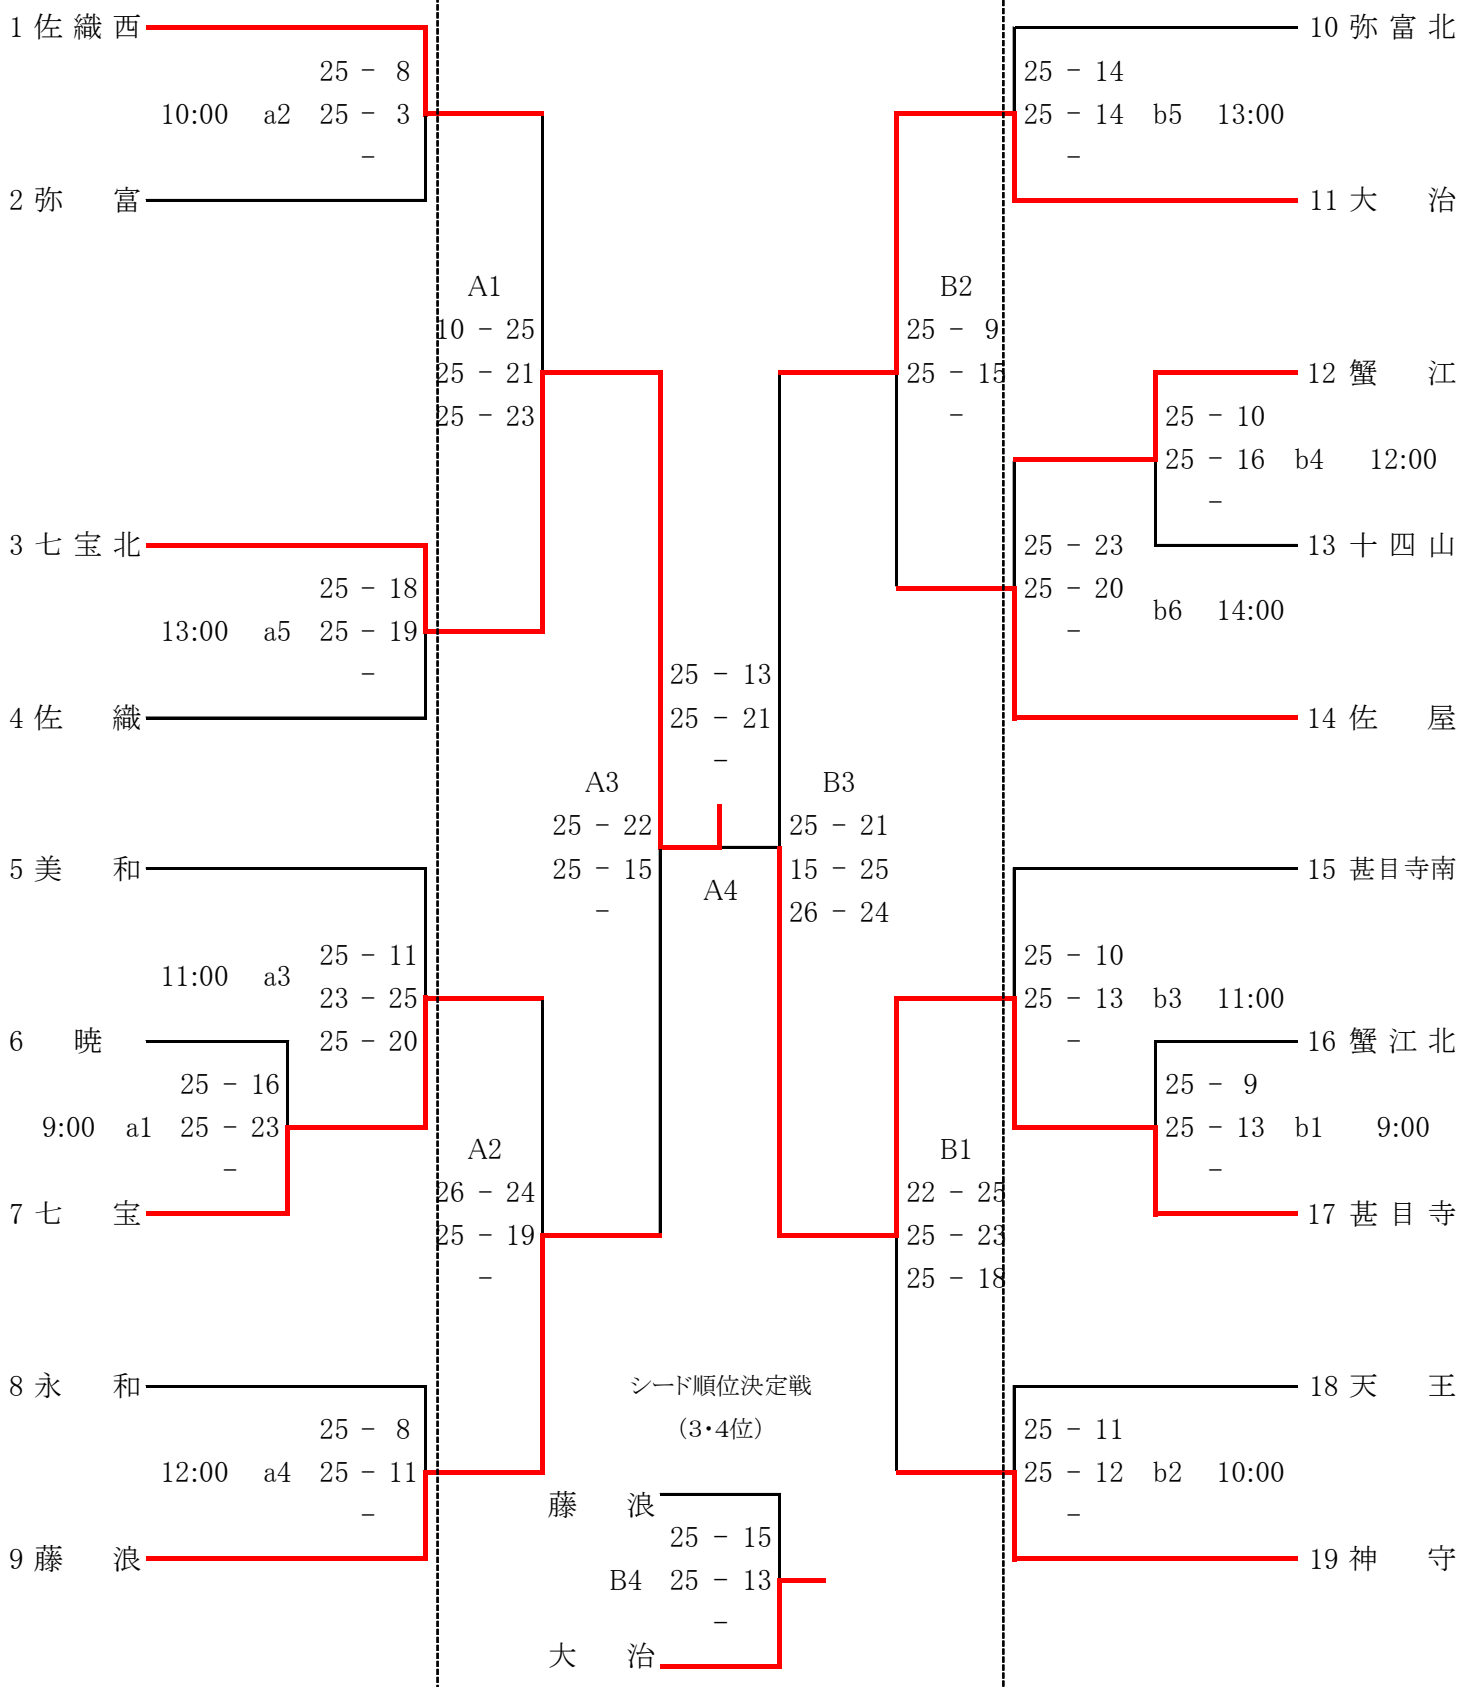 1 佐織西
25 - 8
10:00 a2 25 - 3
-
2 弥富
3 七宝北
25 - 18
13:00 a5 25 - 19
-
4 佐織
5 美和
25 - 11
11:00 a3
23 - 25
25 - 20
6 暁
25 - 16
9:00 a1 25 - 23
-
7 七宝
8 永和
25 - 8
12:00 a4 25 - 11
-
9 藤浪
A1
10 - 25
25 - 21
25 - 23
A2
26 - 24
25 - 19
-
A3
25 - 22
25 - 15
-
25 - 13
25 - 21
-
A4
B3
25 - 21
15 - 25
26 - 24
B2
25 - 9
25 - 15
-
B1
22 - 25
25 - 23
25 - 18
シード順位決定戦
(3・4位)
藤浪
25 - 15
B4 25 - 13
-
大治
10 弥富北
25 - 14
25 - 14 b5 13:00
-
11 大治
12 蟹江
25 - 10
25 - 16 b4 12:00
-
13 十四山
25 - 23
25 - 20
b6 14:00
-
14 佐屋
15 甚目寺南
25 - 10
25 - 13 b3 11:00
-
16 蟹江北
25 - 9
25 - 13 b1 9:00
-
17 甚目寺
18 天王
25 - 11
25 - 12 b2 10:00
-
19 神守